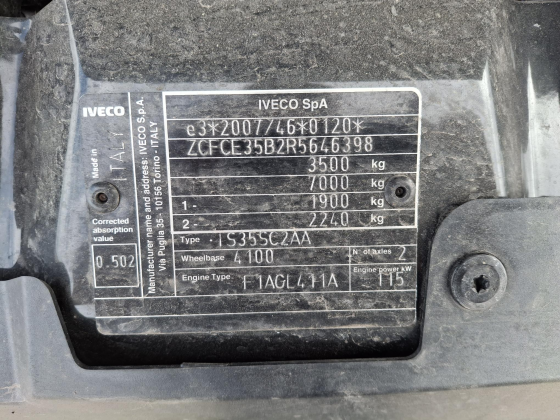 IVECO
IVECO SpA
e3*2007/46*0120*
ZCFCE35B2R5646398
3500 kg
7000 kg
1- 1900 kg
2- 2240 kg
Type IS35SC2AA
Wheelbase 4100 N° of axles 2
Engine Type F1AGL411A Engine power kW 115
Made in ITALY
Corrected absorption value
0.502
Manufacturer name and address: IVECO S.p.A.
Via Puglia 35 - 10156 Torino - ITALY